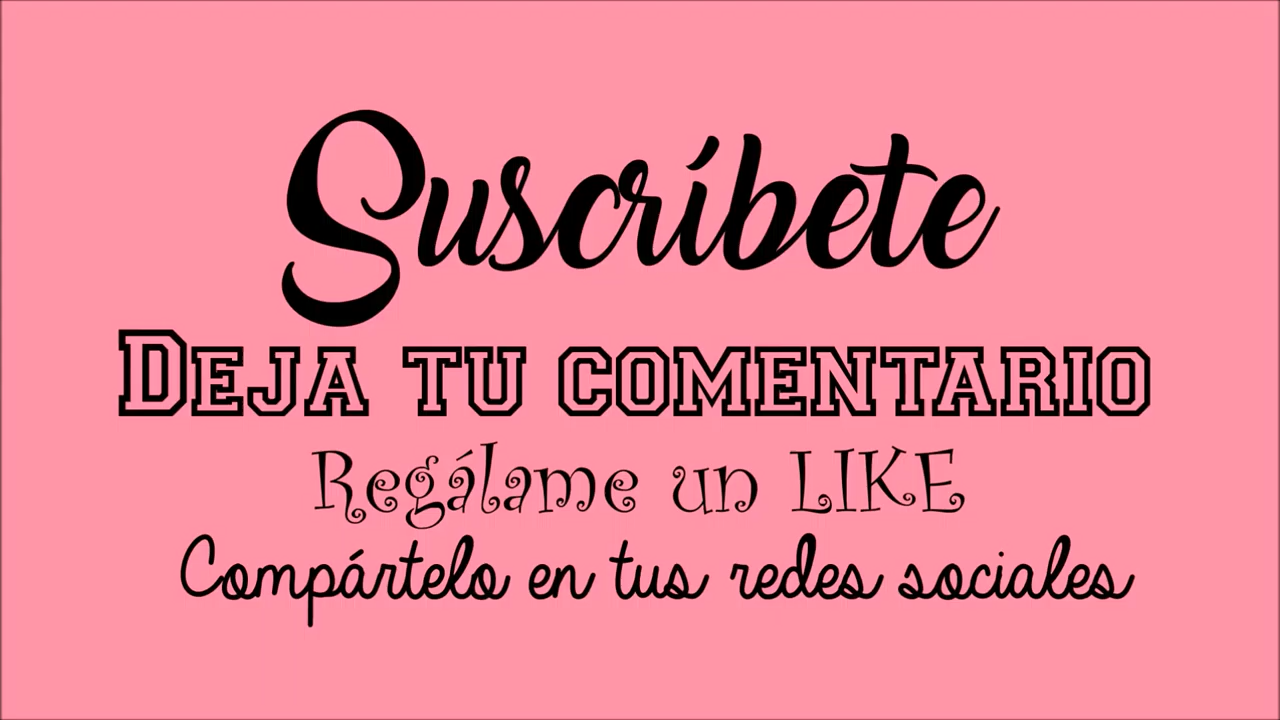 Suscríbete
DEJA TU COMENTARIO
Regálame un LIKE
Compártelo en tus redes sociales